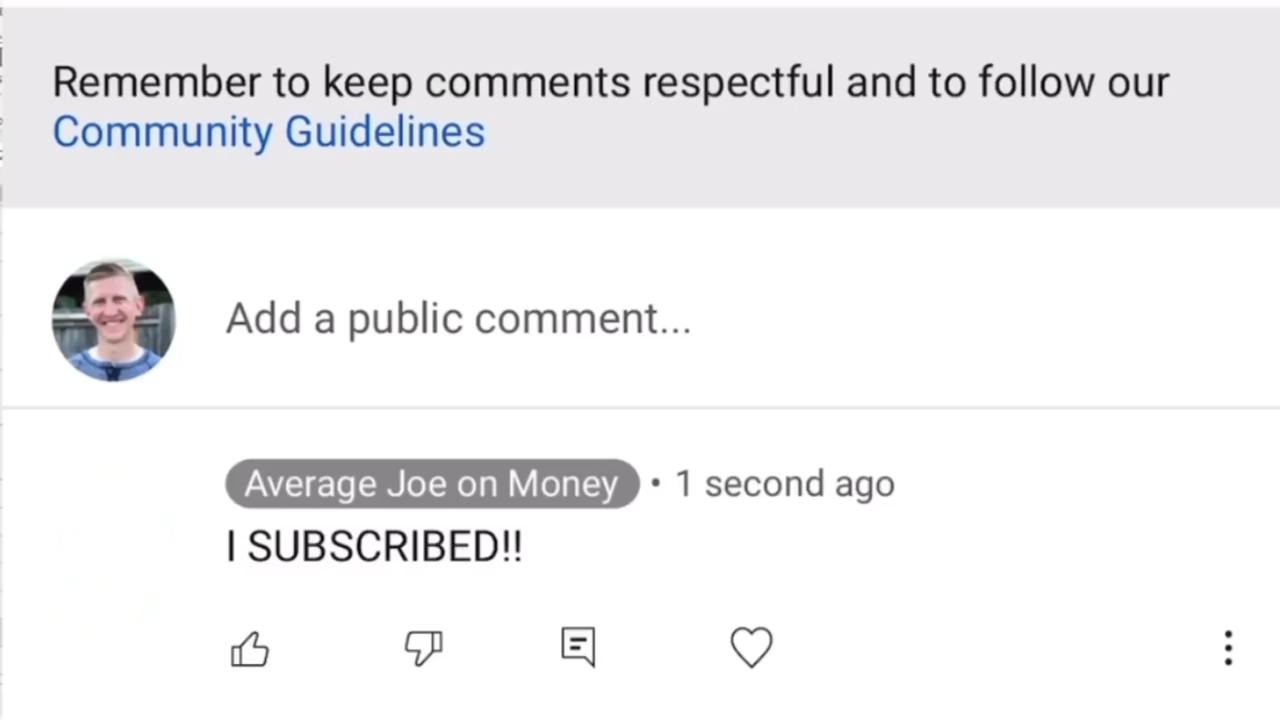 Remember to keep comments respectful and to follow our
Community Guidelines
Add a public comment...
Average Joe on Money • 1 second ago
I SUBSCRIBED!!